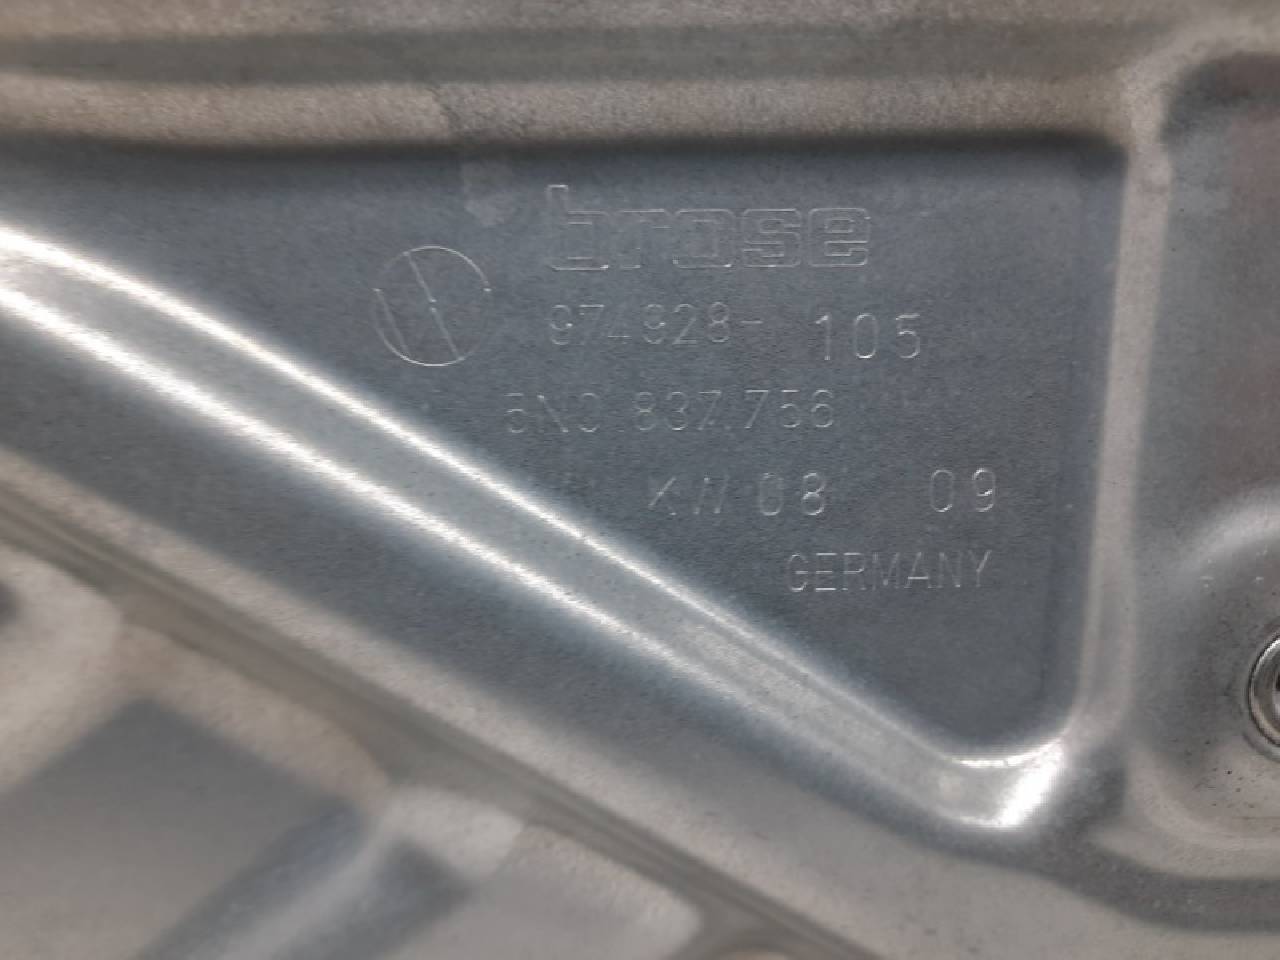 brose
974928- 105
5N0 837.756
KW 08 09
GERMANY